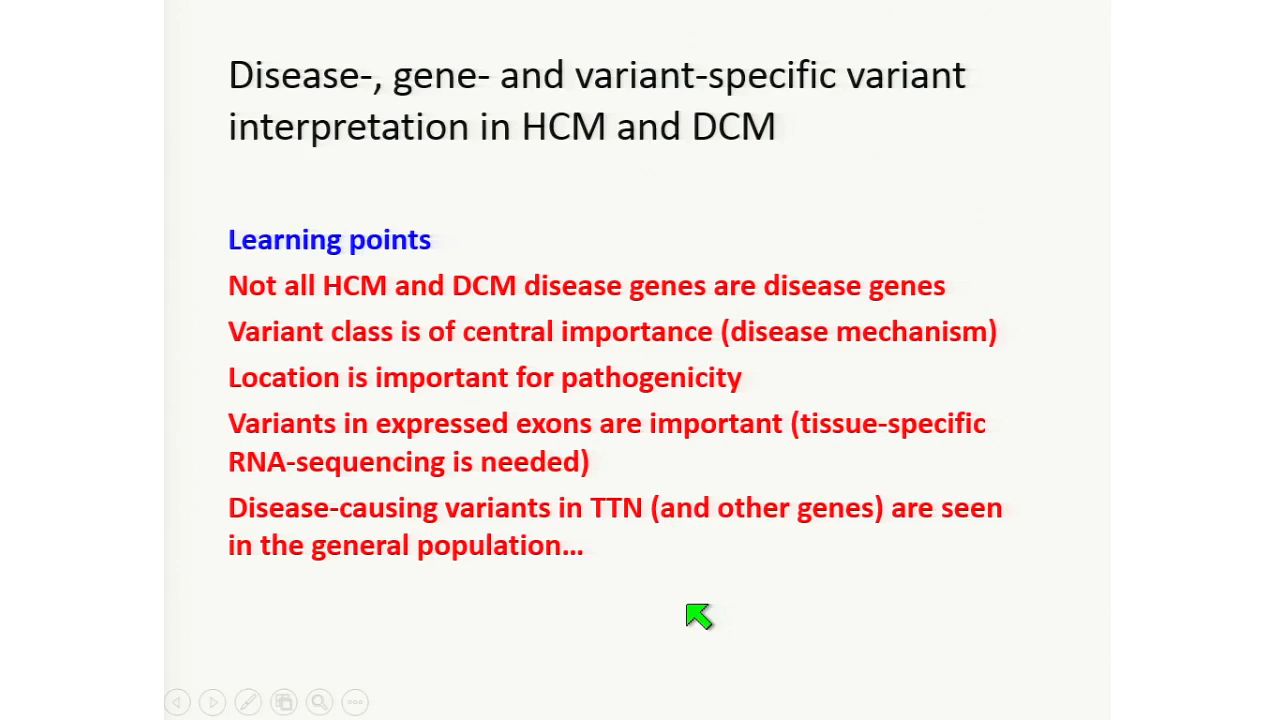 Disease-, gene- and variant-specific variant
interpretation in HCM and DCM
Learning points
Not all HCM and DCM disease genes are disease genes
Variant class is of central importance (disease mechanism)
Location is important for pathogenicity
Variants in expressed exons are important (tissue-specific
RNA-sequencing is needed)
Disease-causing variants in TTN (and other genes) are seen
in the general population…